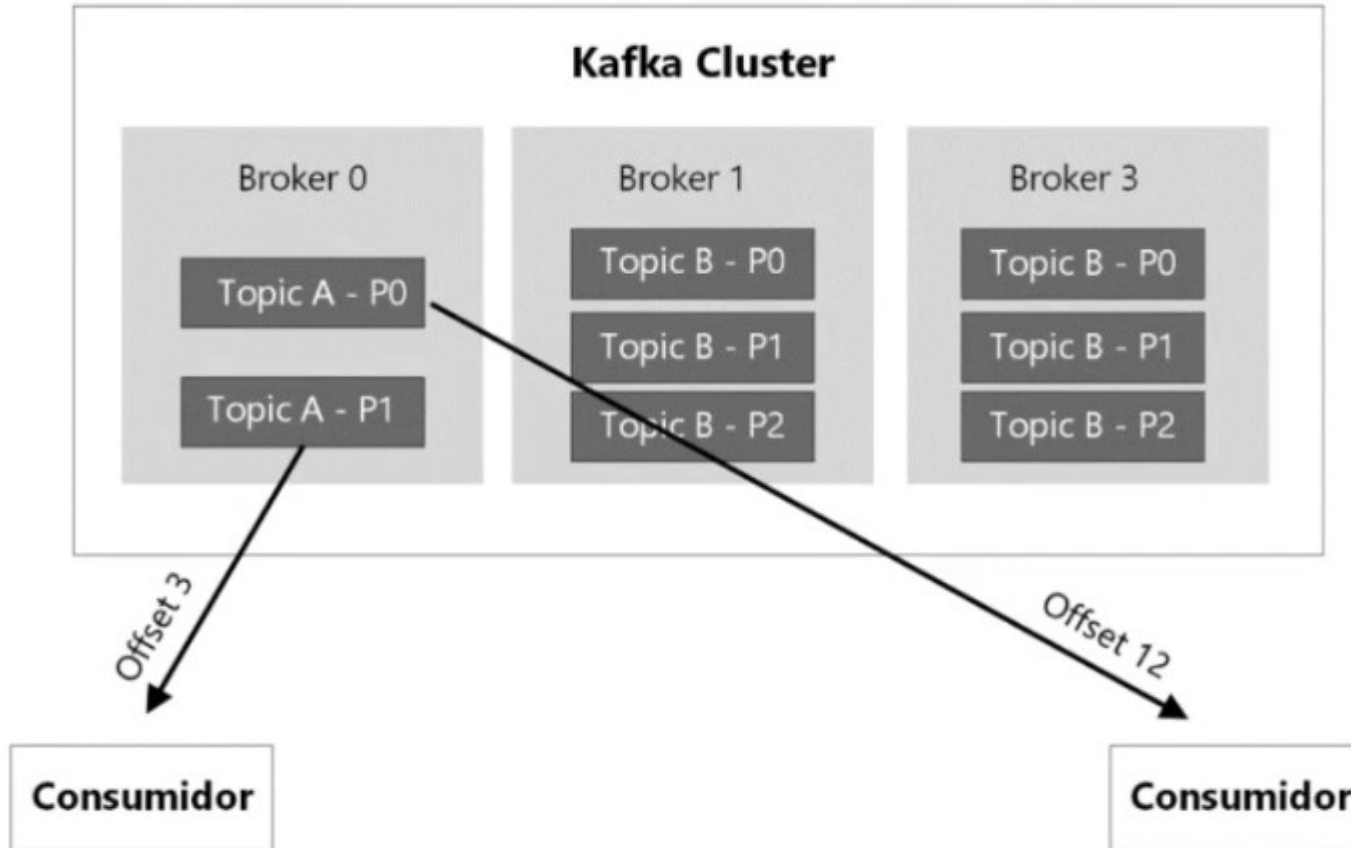 Kafka Cluster
Broker 0
Topic A - P0
Topic A - P1
Broker 1
Topic B - P0
Topic B - P1
Topic B - P2
Broker 3
Topic B - P0
Topic B - P1
Topic B - P2
Offset 3
Offset 12
Consumidor
Consumidor